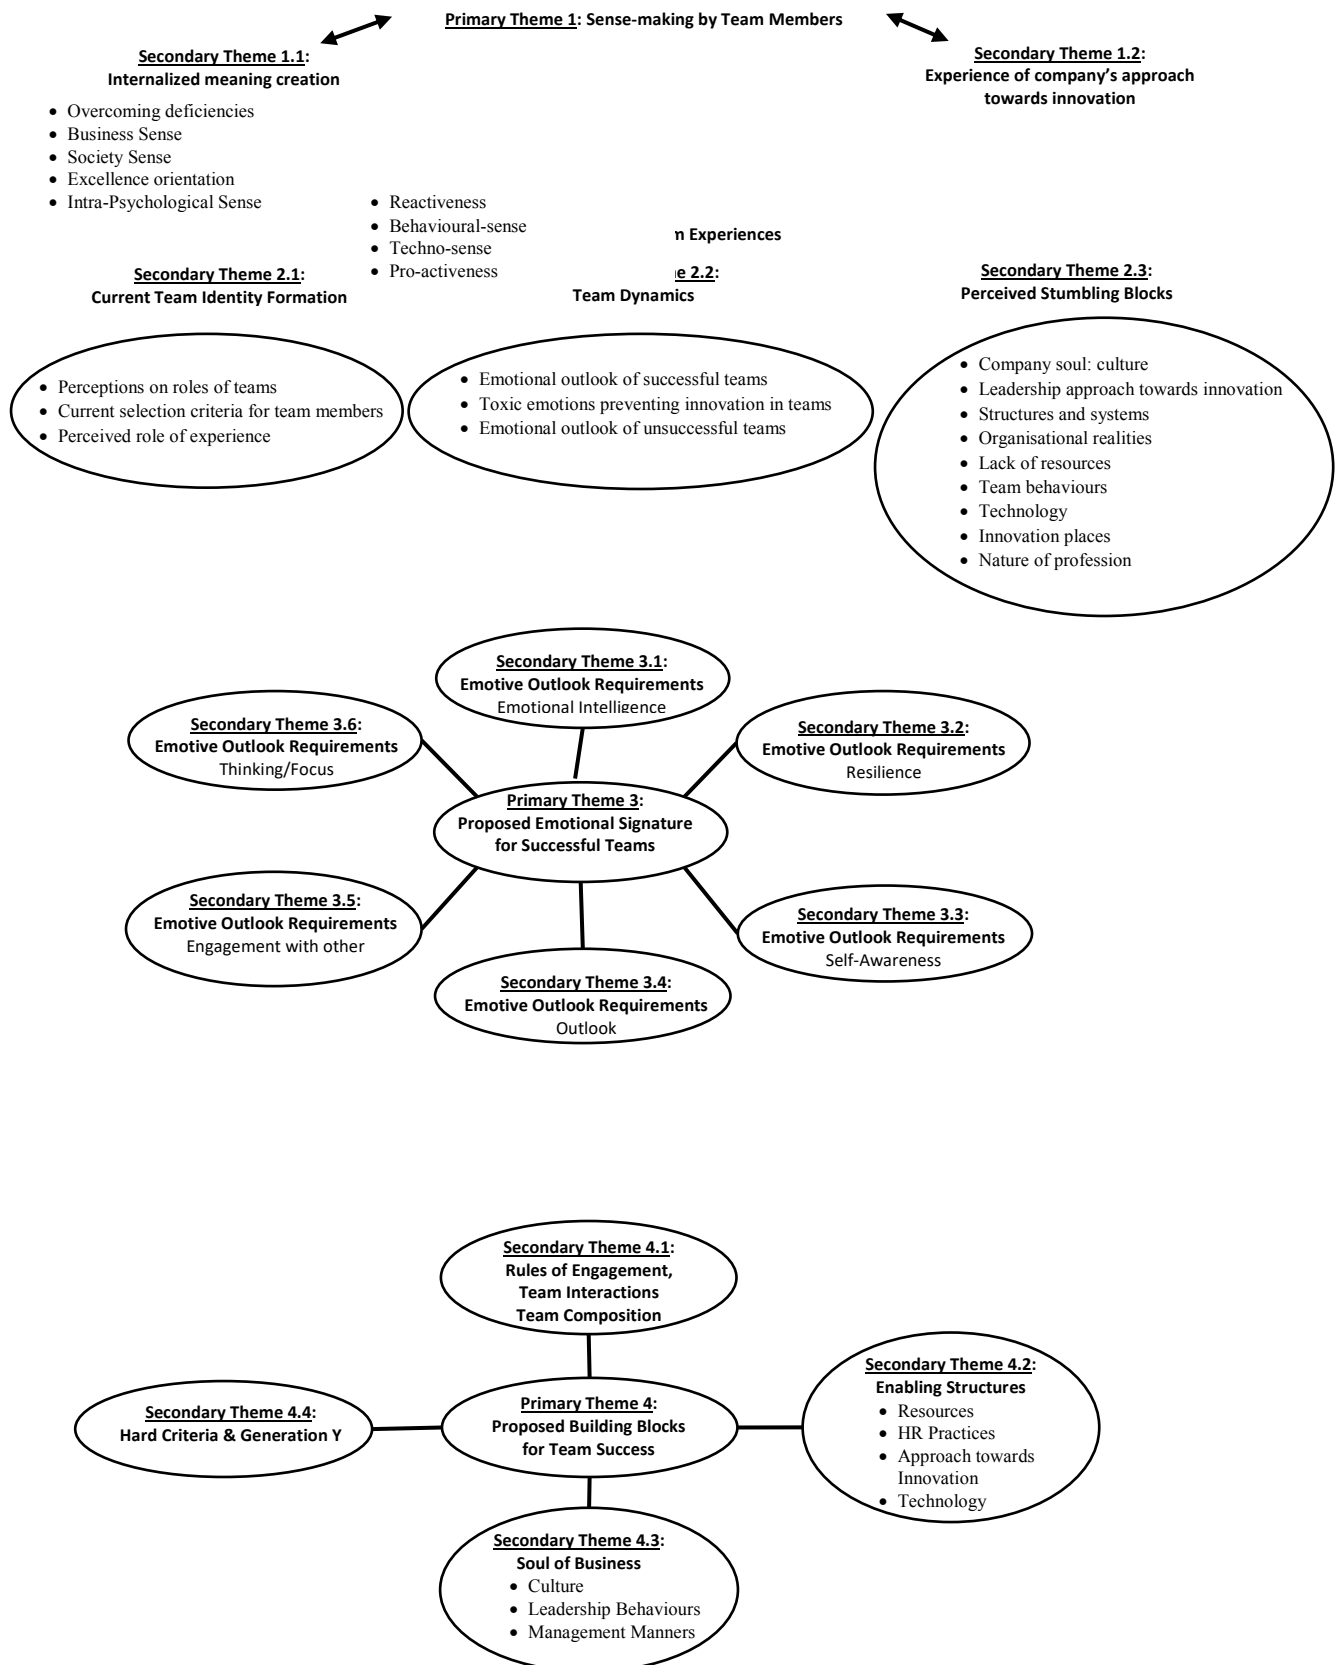 Primary Theme 1: Sense-making by Team Members
Secondary Theme 1.1:
Internalized meaning creation
• Overcoming deficiencies
• Business Sense
• Society Sense
• Excellence orientation
• Intra-Psychological Sense
Secondary Theme 1.2:
Experience of company's approach
towards innovation
• Reactiveness
• Behavioural-sense
• Techno-sense
• Pro-activeness
Experiences
Secondary Theme 2.1:
Current Team Identity Formation
• Perceptions on roles of teams
• Current selection criteria for team members
• Perceived role of experience
2.2:
Team Dynamics
• Emotional outlook of successful teams
• Toxic emotions preventing innovation in teams
• Emotional outlook of unsuccessful teams
Secondary Theme 2.3:
Perceived Stumbling Blocks
• Company soul: culture
• Leadership approach towards innovation
• Structures and systems
• Organisational realities
• Lack of resources
• Team behaviours
• Technology
• Innovation places
• Nature of profession
Secondary Theme 3.1:
Emotive Outlook Requirements
Emotional Intelligence
Secondary Theme 3.6:
Emotive Outlook Requirements
Thinking/Focus
Secondary Theme 3.2:
Emotive Outlook Requirements
Resilience
Primary Theme 3:
Proposed Emotional Signature
for Successful Teams
Secondary Theme 3.5:
Emotive Outlook Requirements
Engagement with other
Secondary Theme 3.3:
Emotive Outlook Requirements
Self-Awareness
Secondary Theme 3.4:
Emotive Outlook Requirements
Outlook
Secondary Theme 4.1:
Rules of Engagement,
Team Interactions
Team Composition
Secondary Theme 4.4:
Hard Criteria & Generation Y
Primary Theme 4:
Proposed Building Blocks
for Team Success
Secondary Theme 4.2:
Enabling Structures
• Resources
• HR Practices
• Approach towards
Innovation
• Technology
Secondary Theme 4.3:
Soul of Business
• Culture
• Leadership Behaviours
• Management Manners